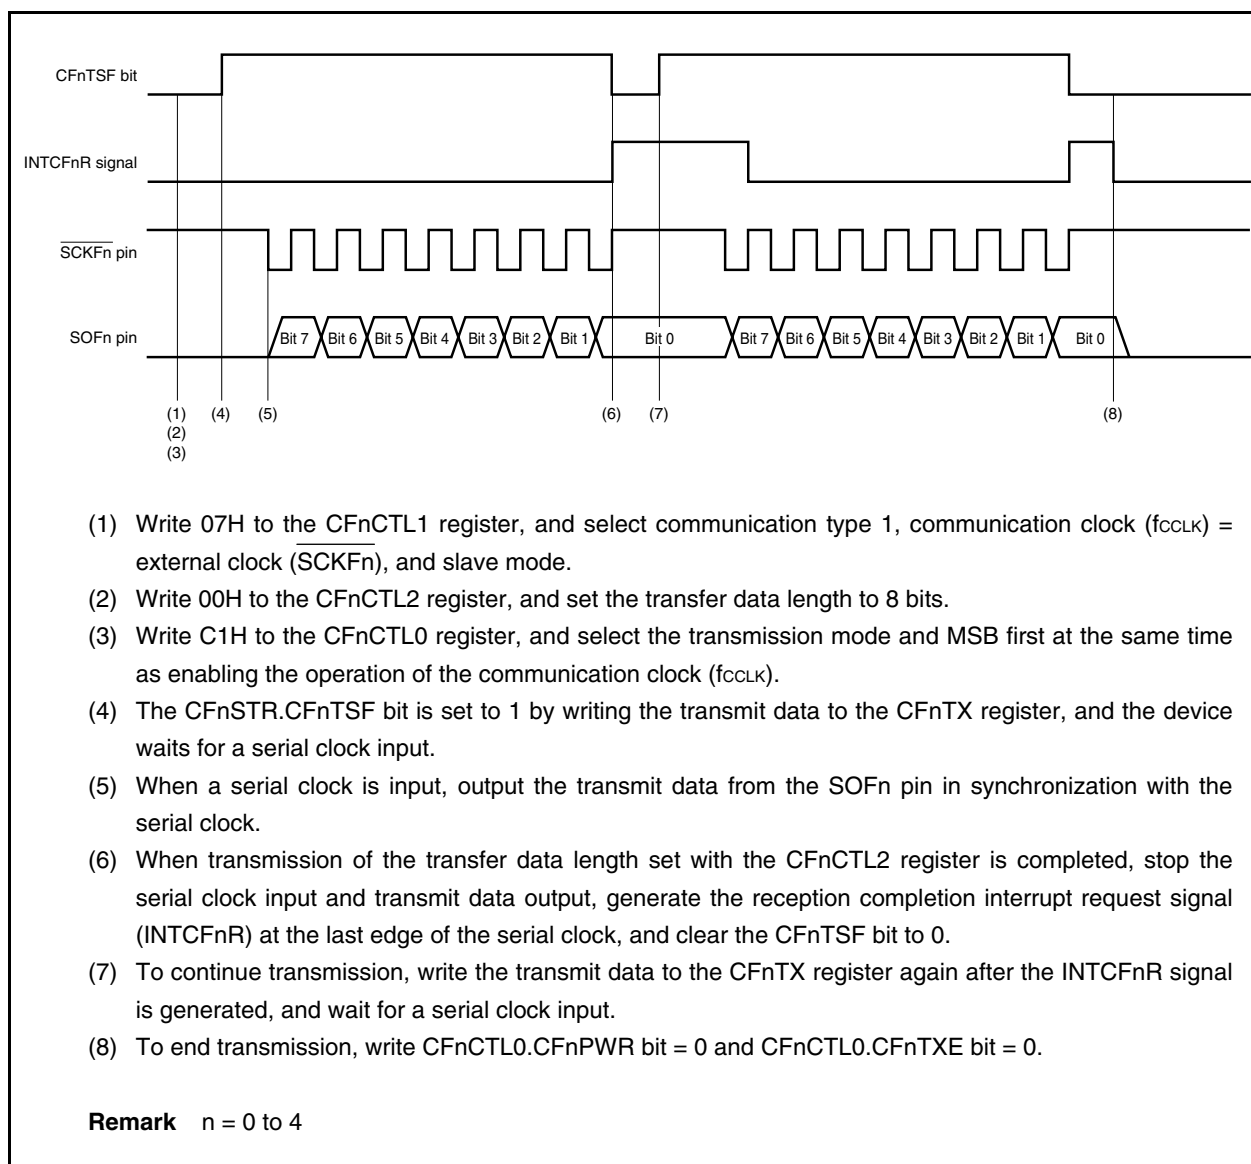 CFnTSF bit
INTCFnR signal
SCKFn pin
SOFn pin
Bit 7 Bit 6 Bit 5 Bit 4 Bit 3 Bit 2 Bit 1 Bit 0 Bit 7 Bit 6 Bit 5 Bit 4 Bit 3 Bit 2 Bit 1 Bit 0
(1) (4) (5) (6) (7) (8)
(2)
(3)
(1) Write 07H to the CFnCTL1 register, and select communication type 1, communication clock (fCCLK) =
external clock (SCKFn), and slave mode.
(2) Write 00H to the CFnCTL2 register, and set the transfer data length to 8 bits.
(3) Write C1H to the CFnCTL0 register, and select the transmission mode and MSB first at the same time
as enabling the operation of the communication clock (fCCLK).
(4) The CFnSTR.CFnTSF bit is set to 1 by writing the transmit data to the CFnTX register, and the device
waits for a serial clock input.
(5) When a serial clock is input, output the transmit data from the SOFn pin in synchronization with the
serial clock.
(6) When transmission of the transfer data length set with the CFnCTL2 register is completed, stop the
serial clock input and transmit data output, generate the reception completion interrupt request signal
(INTCFnR) at the last edge of the serial clock, and clear the CFnTSF bit to 0.
(7) To continue transmission, write the transmit data to the CFnTX register again after the INTCFnR signal
is generated, and wait for a serial clock input.
(8) To end transmission, write CFnCTL0.CFnPWR bit = 0 and CFnCTL0.CFnTXE bit = 0.
Remark n = 0 to 4